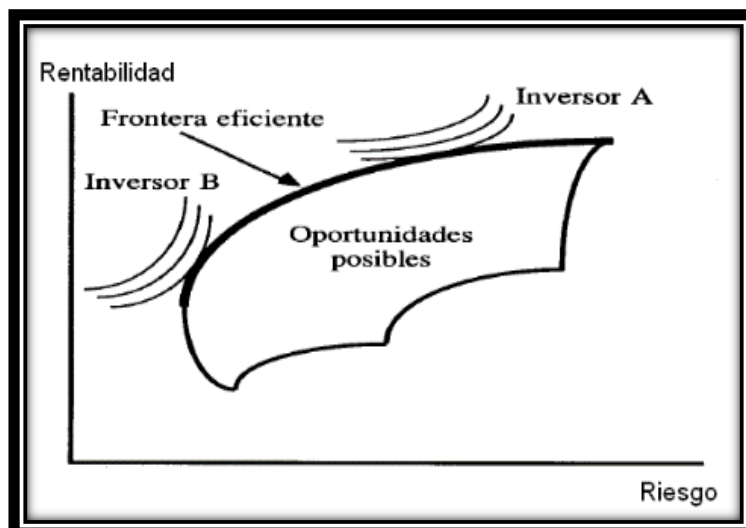 Rentabilidad
Inversor A
Frontera eficiente
Inversor B
Oportunidades
posibles
Riesgo